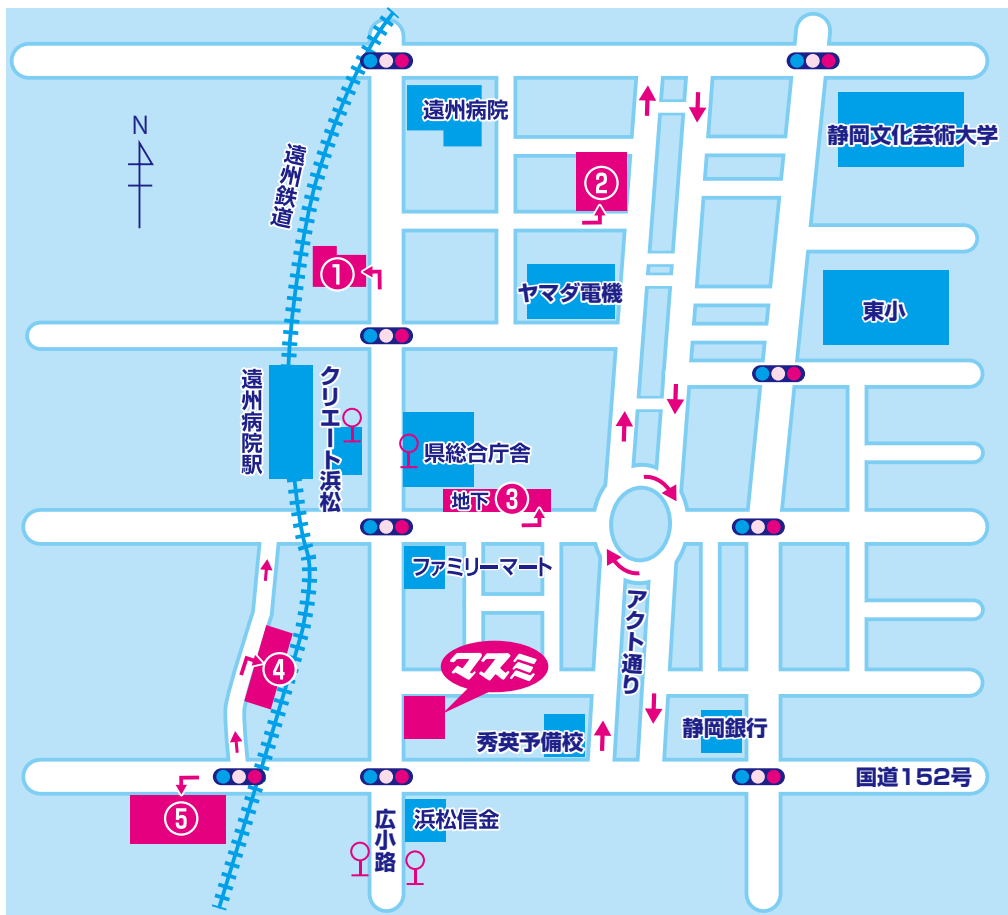 遠州病院
静岡文化芸術大学
N
遠州鉄道
②
①
ヤマダ電機
東小
遠州病院駅
クリエート浜松
県総合庁舎
地下 ③
ファミリーマート
アクト通り
④
マスミ
秀英予備校
静岡銀行
国道152号
⑤
広小路
浜松信金